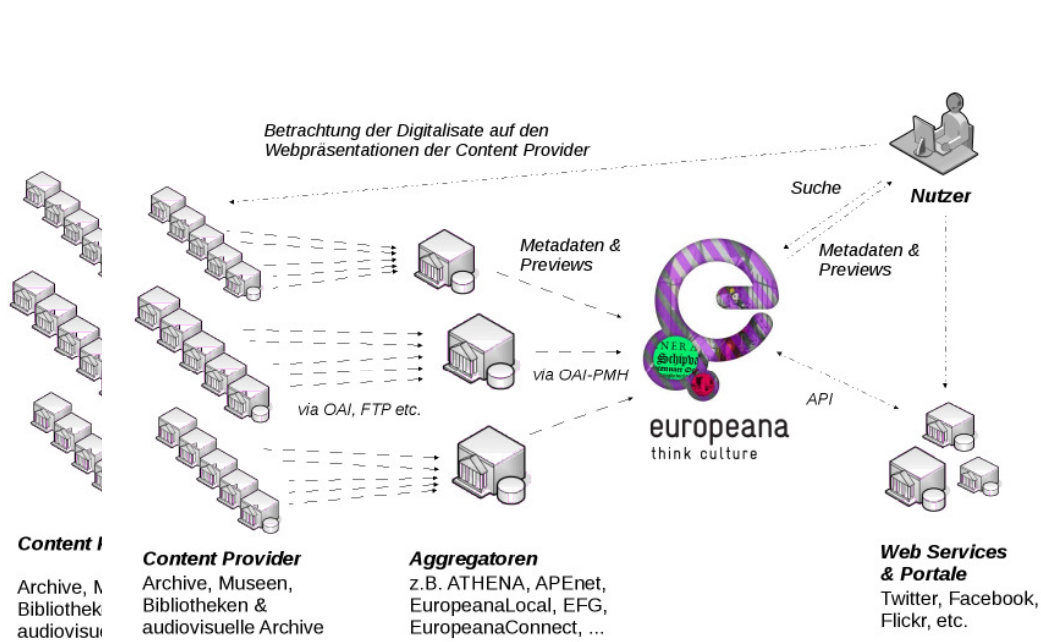 Betrachtung der Digitalisate auf den
Webpräsentationen der Content Provider
Suche
Nutzer
Metadaten &
Previews
Metadaten &
Previews
NERA
Schipva
via OAI-PMH
via OAI, FTP etc.
API
europeana
think culture
Content
Archive,
Content Provider
Archive, Museen,
Bibliotheken &
audiovisuelle Archive
Aggregatoren
z.B. ATHENA, APEnet,
EuropeanaLocal, EFG,
EuropeanaConnect, ...
Web Services
& Portale
Twitter, Facebook,
Flickr, etc.